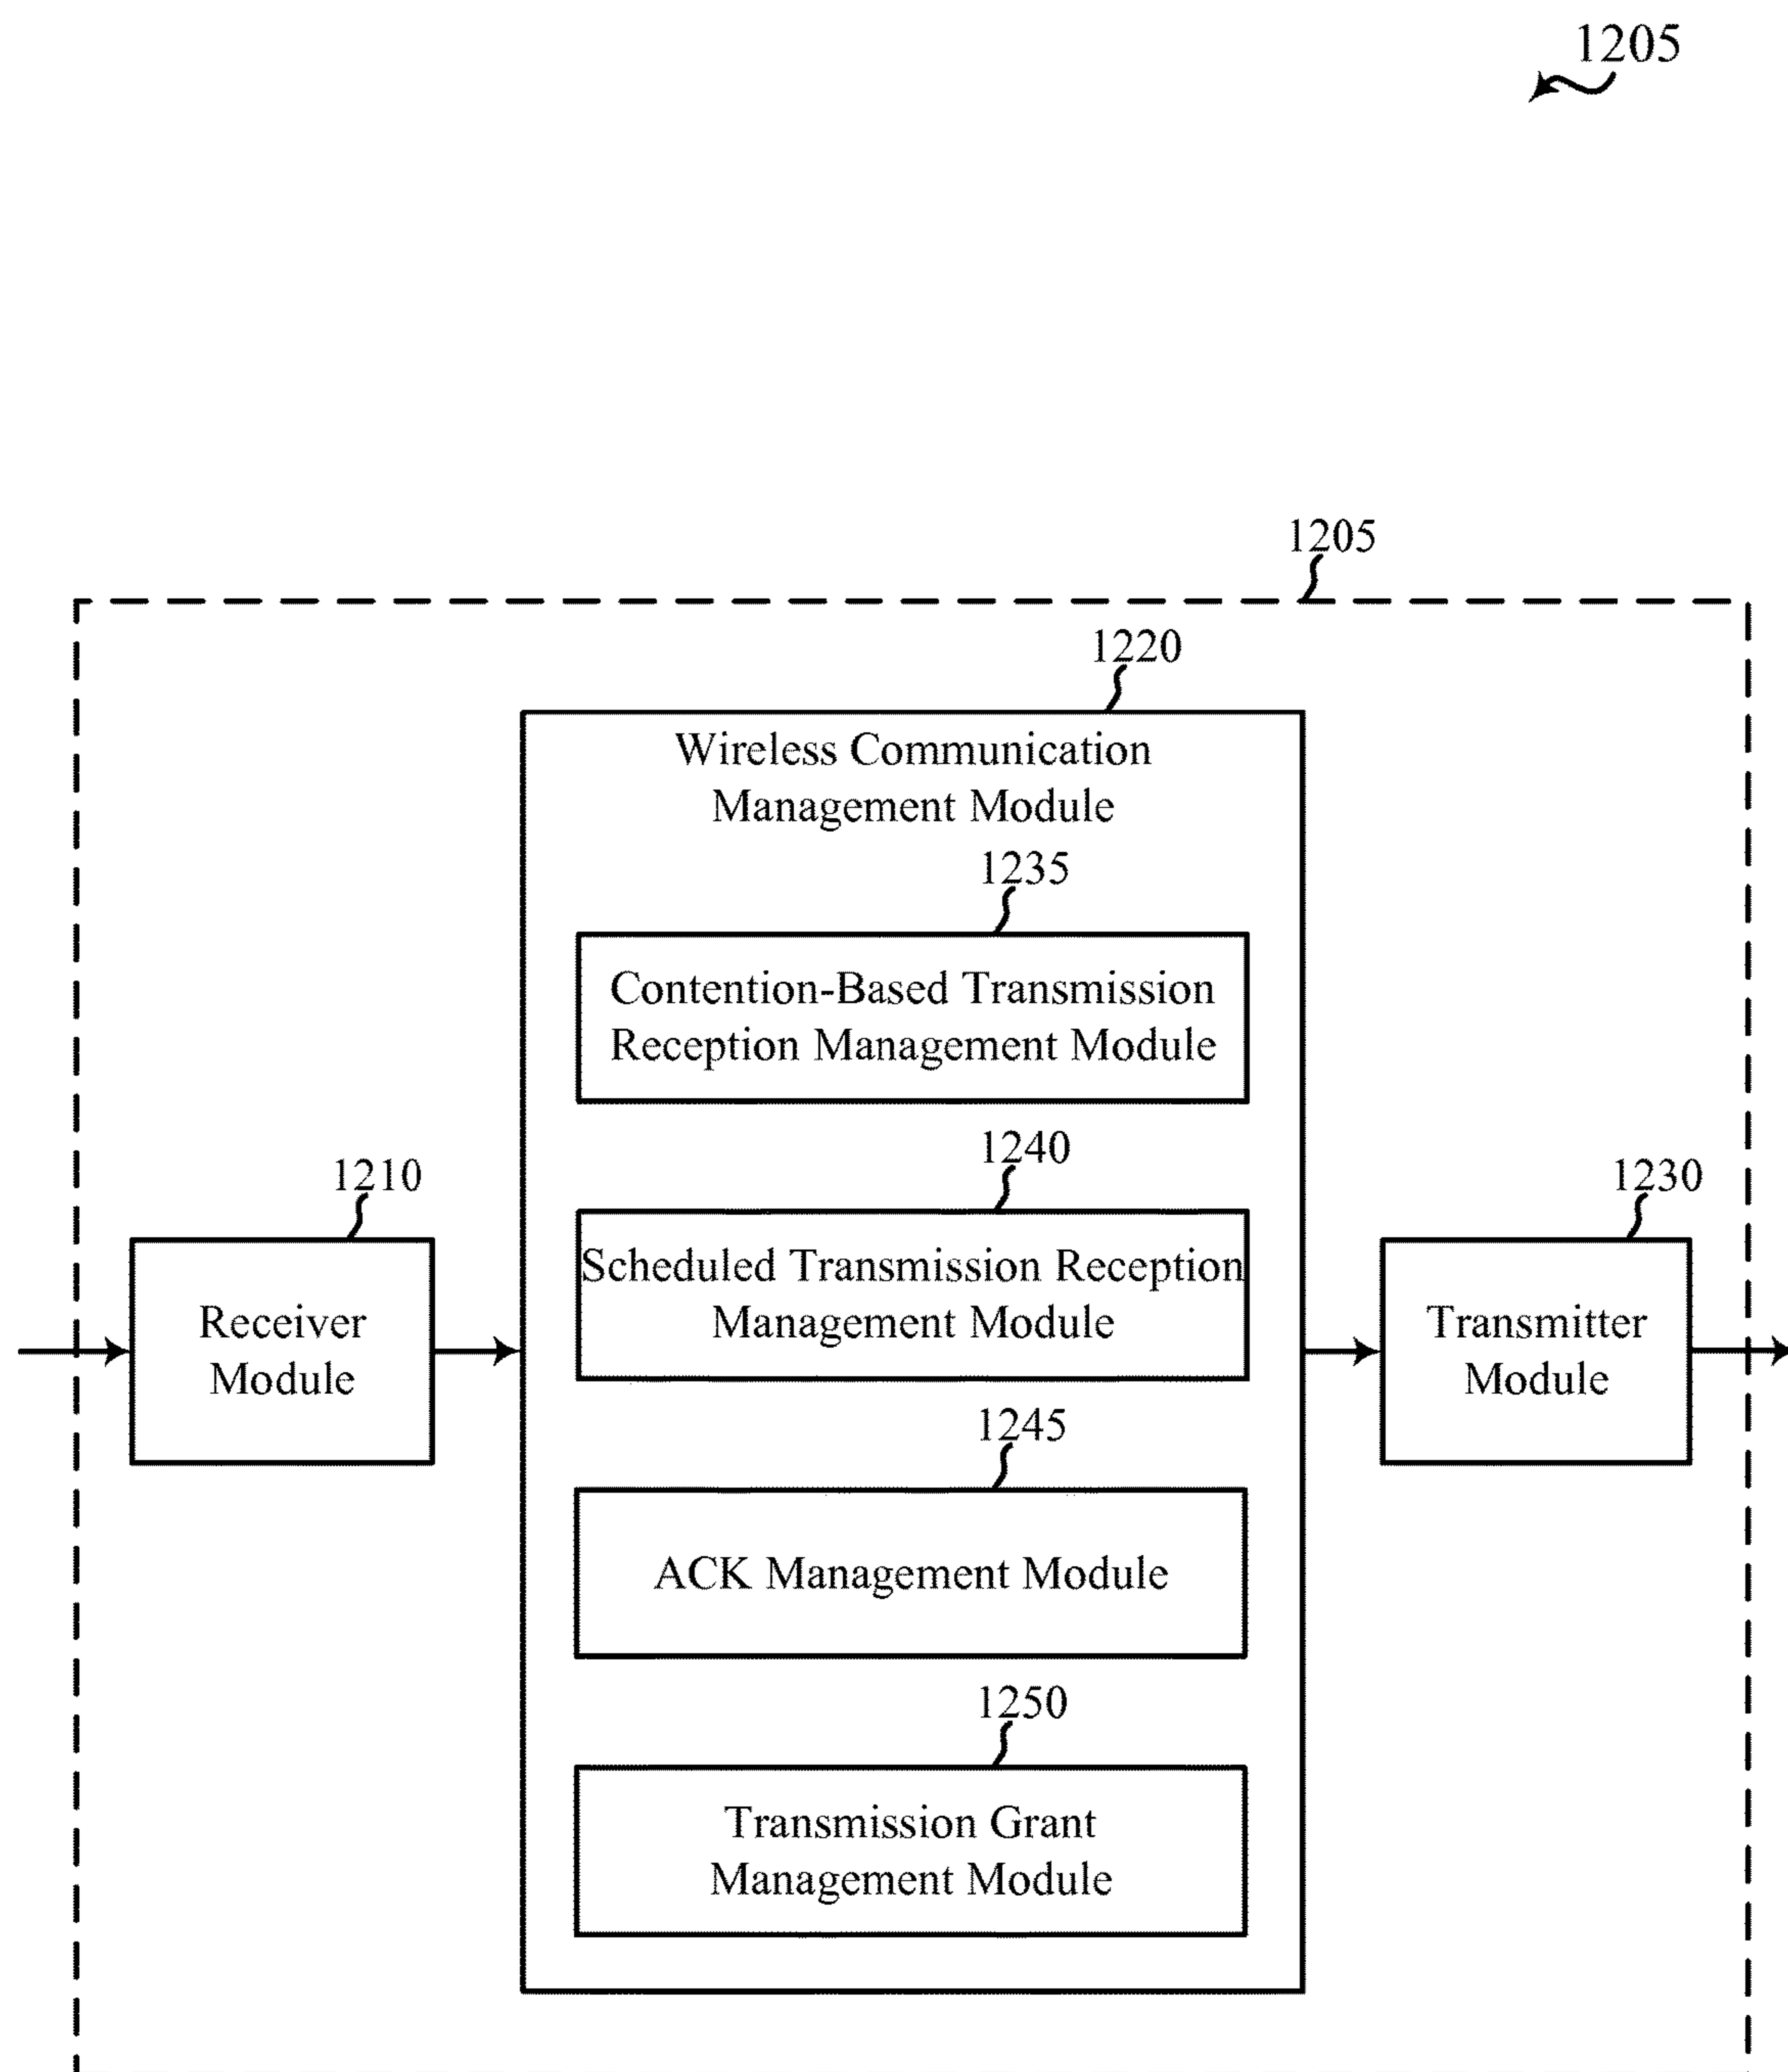 1205
1205
1220
Wireless Communication
Management Module
1235
Contention-Based Transmission
Reception Management Module
1240
Scheduled Transmission Reception
Management Module
1210
Receiver
Module
1230
Transmitter
Module
1245
ACK Management Module
1250
Transmission Grant
Management Module